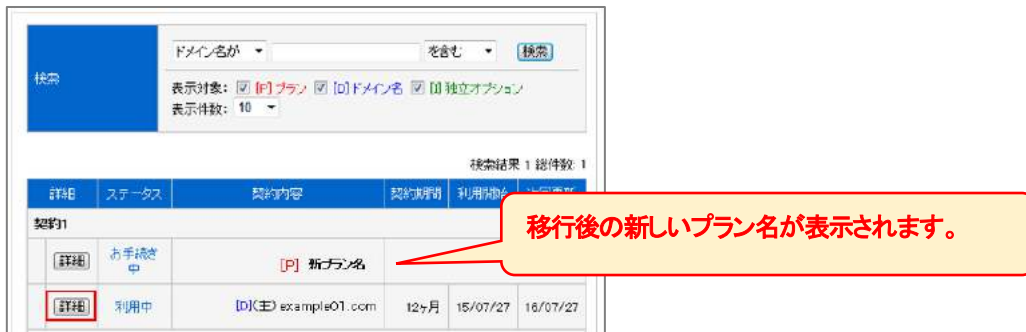 ドメイン名が を含む 検索
検索
表示対象: [P]プラン [D]ドメイン名 [I]独立オプション
表示件数: 10
検索結果 1 総件数: 1
詳細 ステータス 契約内容 契約期間 利用開始
契約1
移行後の新しいプラン名が表示されます。
詳細 お手続き中 [P] 新プラン名
詳細 利用中 [D](主) example01.com 12ヶ月 15/07/27 16/07/27